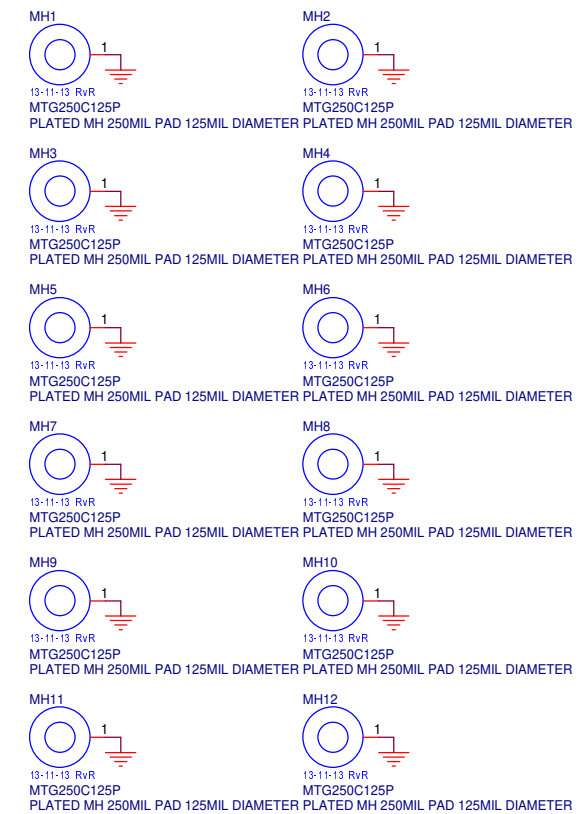 MH1
1
13-11-13 RvR
MTG250C125P
PLATED MH 250MIL PAD 125MIL DIAMETER
MH2
1
13-11-13 RvR
MTG250C125P
PLATED MH 250MIL PAD 125MIL DIAMETER
MH3
1
13-11-13 RvR
MTG250C125P
PLATED MH 250MIL PAD 125MIL DIAMETER
MH4
1
13-11-13 RvR
MTG250C125P
PLATED MH 250MIL PAD 125MIL DIAMETER
MH5
1
13-11-13 RvR
MTG250C125P
PLATED MH 250MIL PAD 125MIL DIAMETER
MH6
1
13-11-13 RvR
MTG250C125P
PLATED MH 250MIL PAD 125MIL DIAMETER
MH7
1
13-11-13 RvR
MTG250C125P
PLATED MH 250MIL PAD 125MIL DIAMETER
MH8
1
13-11-13 RvR
MTG250C125P
PLATED MH 250MIL PAD 125MIL DIAMETER
MH9
1
13-11-13 RvR
MTG250C125P
PLATED MH 250MIL PAD 125MIL DIAMETER
MH10
1
13-11-13 RvR
MTG250C125P
PLATED MH 250MIL PAD 125MIL DIAMETER
MH11
1
13-11-13 RvR
MTG250C125P
PLATED MH 250MIL PAD 125MIL DIAMETER
MH12
1
13-11-13 RvR
MTG250C125P
PLATED MH 250MIL PAD 125MIL DIAMETER